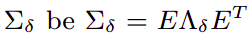 Σ_δ be Σ_δ = EΛ_δE^T